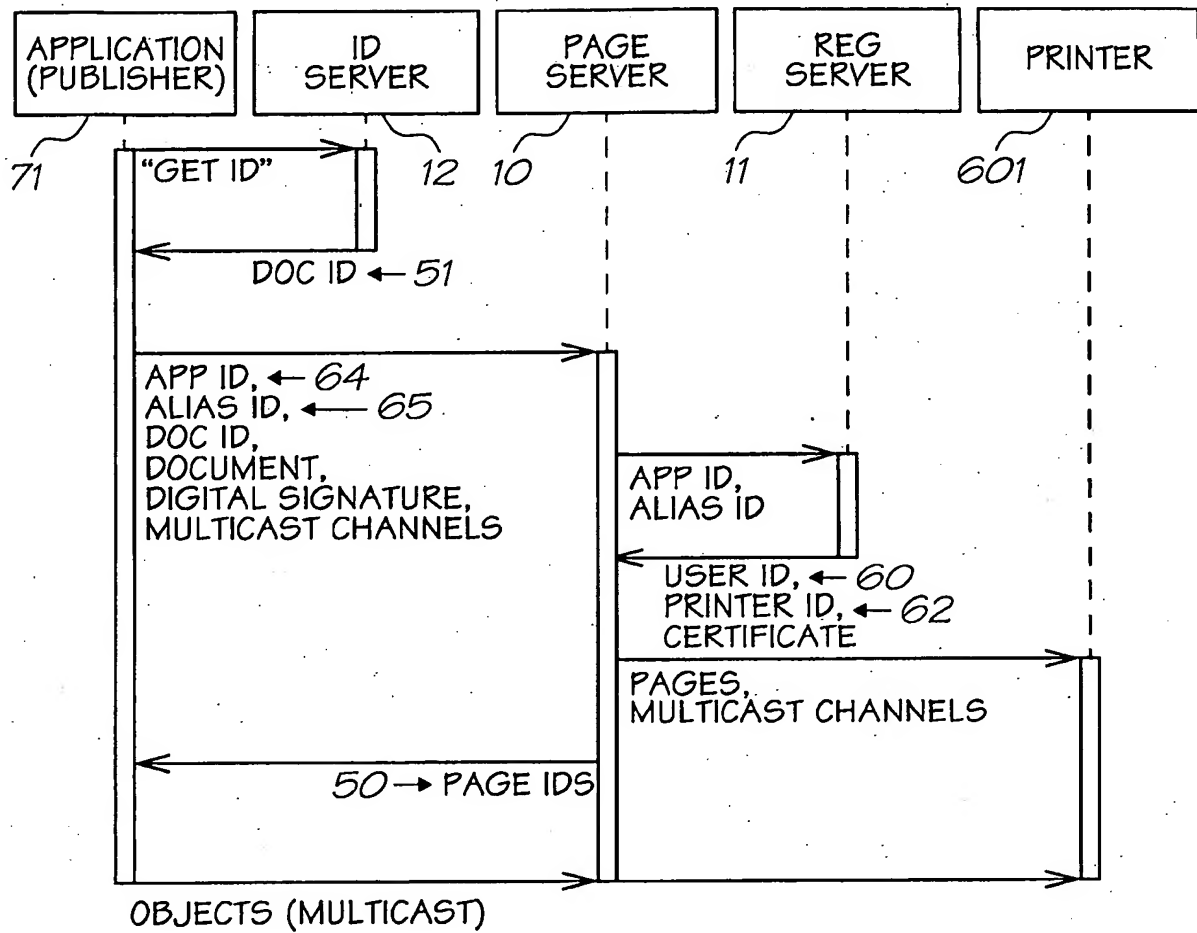 APPLICATION
(PUBLISHER)
ID
SERVER
PAGE
SERVER
REG
SERVER
PRINTER
71
12
10
11
601
"GET ID"
DOC ID
51
APP ID,
64
ALIAS ID,
65
DOC ID,
DOCUMENT,
DIGITAL SIGNATURE,
MULTICAST CHANNELS
APP ID,
ALIAS ID
USER ID,
60
PRINTER ID,
62
CERTIFICATE
PAGES,
MULTICAST CHANNELS
50
PAGE IDS
OBJECTS (MULTICAST)